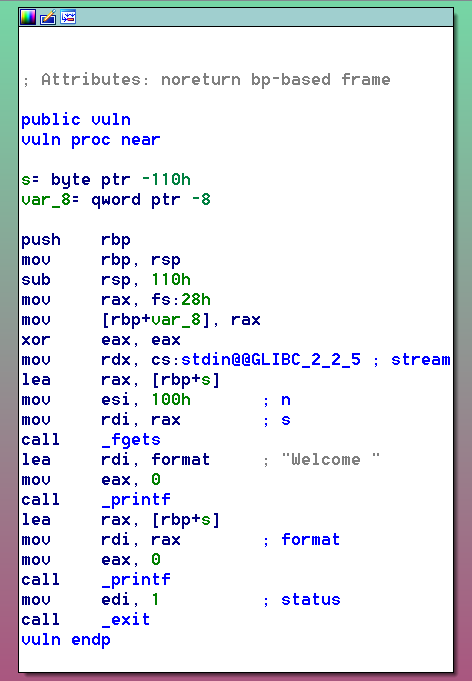 ; Attributes: noreturn bp-based frame
public vuln
vuln proc near
s= byte ptr -110h
var_8= qword ptr -8
push    rbp
mov     rbp, rsp
sub     rsp, 110h
mov     rax, fs:28h
mov     [rbp+var_8], rax
xor     eax, eax
mov     rdx, cs:stdin@@GLIBC_2_2_5 ; stream
lea     rax, [rbp+s]
mov     esi, 100h       ; n
mov     rdi, rax        ; s
call    _fgets
lea     rdi, format     ; "Welcome "
mov     eax, 0
call    _printf
lea     rax, [rbp+s]
mov     rdi, rax        ; format
mov     eax, 0
call    _printf
mov     edi, 1          ; status
call    _exit
vuln endp